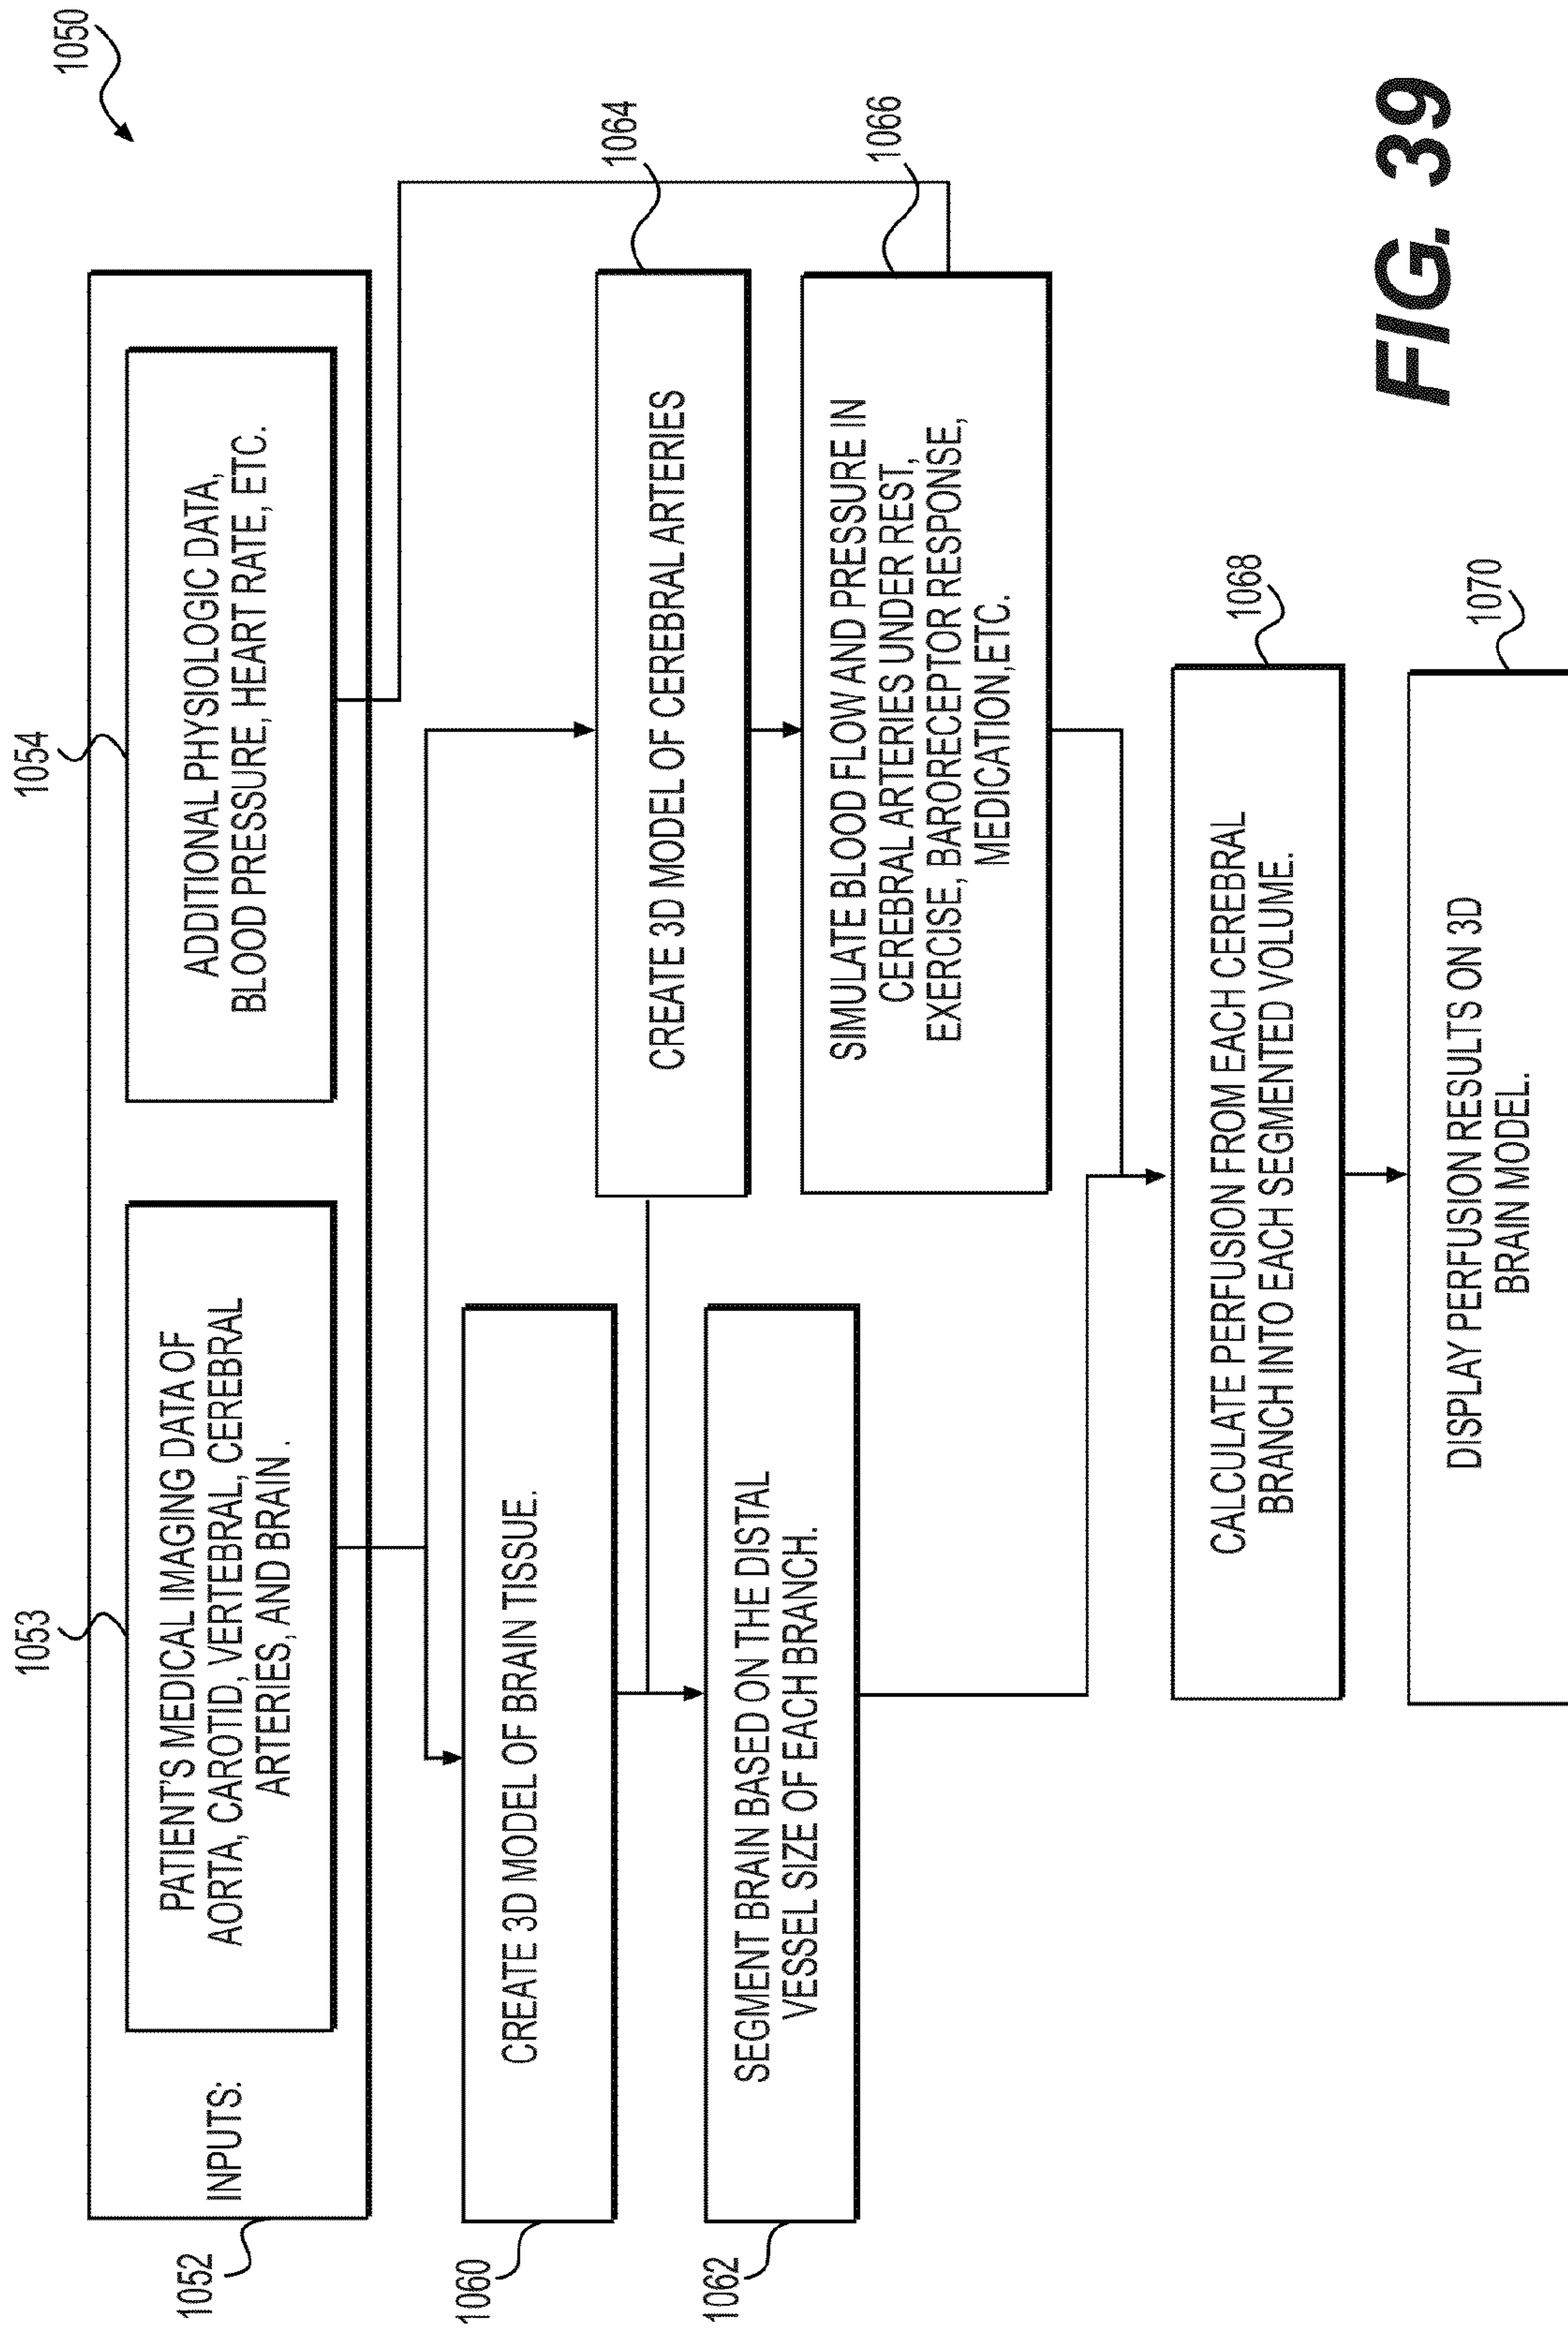 1050
1052
INPUTS:
1053
PATIENT'S MEDICAL IMAGING DATA OF
AORTA, CAROTID, VERTEBRAL, CEREBRAL
ARTERIES, AND BRAIN .
1054
ADDITIONAL PHYSIOLOGIC DATA,
BLOOD PRESSURE, HEART RATE, ETC.
1060
CREATE 3D MODEL OF BRAIN TISSUE.
1064
CREATE 3D MODEL OF CEREBRAL ARTERIES
1062
SEGMENT BRAIN BASED ON THE DISTAL
VESSEL SIZE OF EACH BRANCH.
1066
SIMULATE BLOOD FLOW AND PRESSURE IN
CEREBRAL ARTERIES UNDER REST,
EXERCISE, BARORECEPTOR RESPONSE,
MEDICATION,ETC.
1068
CALCULATE PERFUSION FROM EACH CEREBRAL
BRANCH INTO EACH SEGMENTED VOLUME.
1070
DISPLAY PERFUSION RESULTS ON 3D
BRAIN MODEL.
FIG. 39